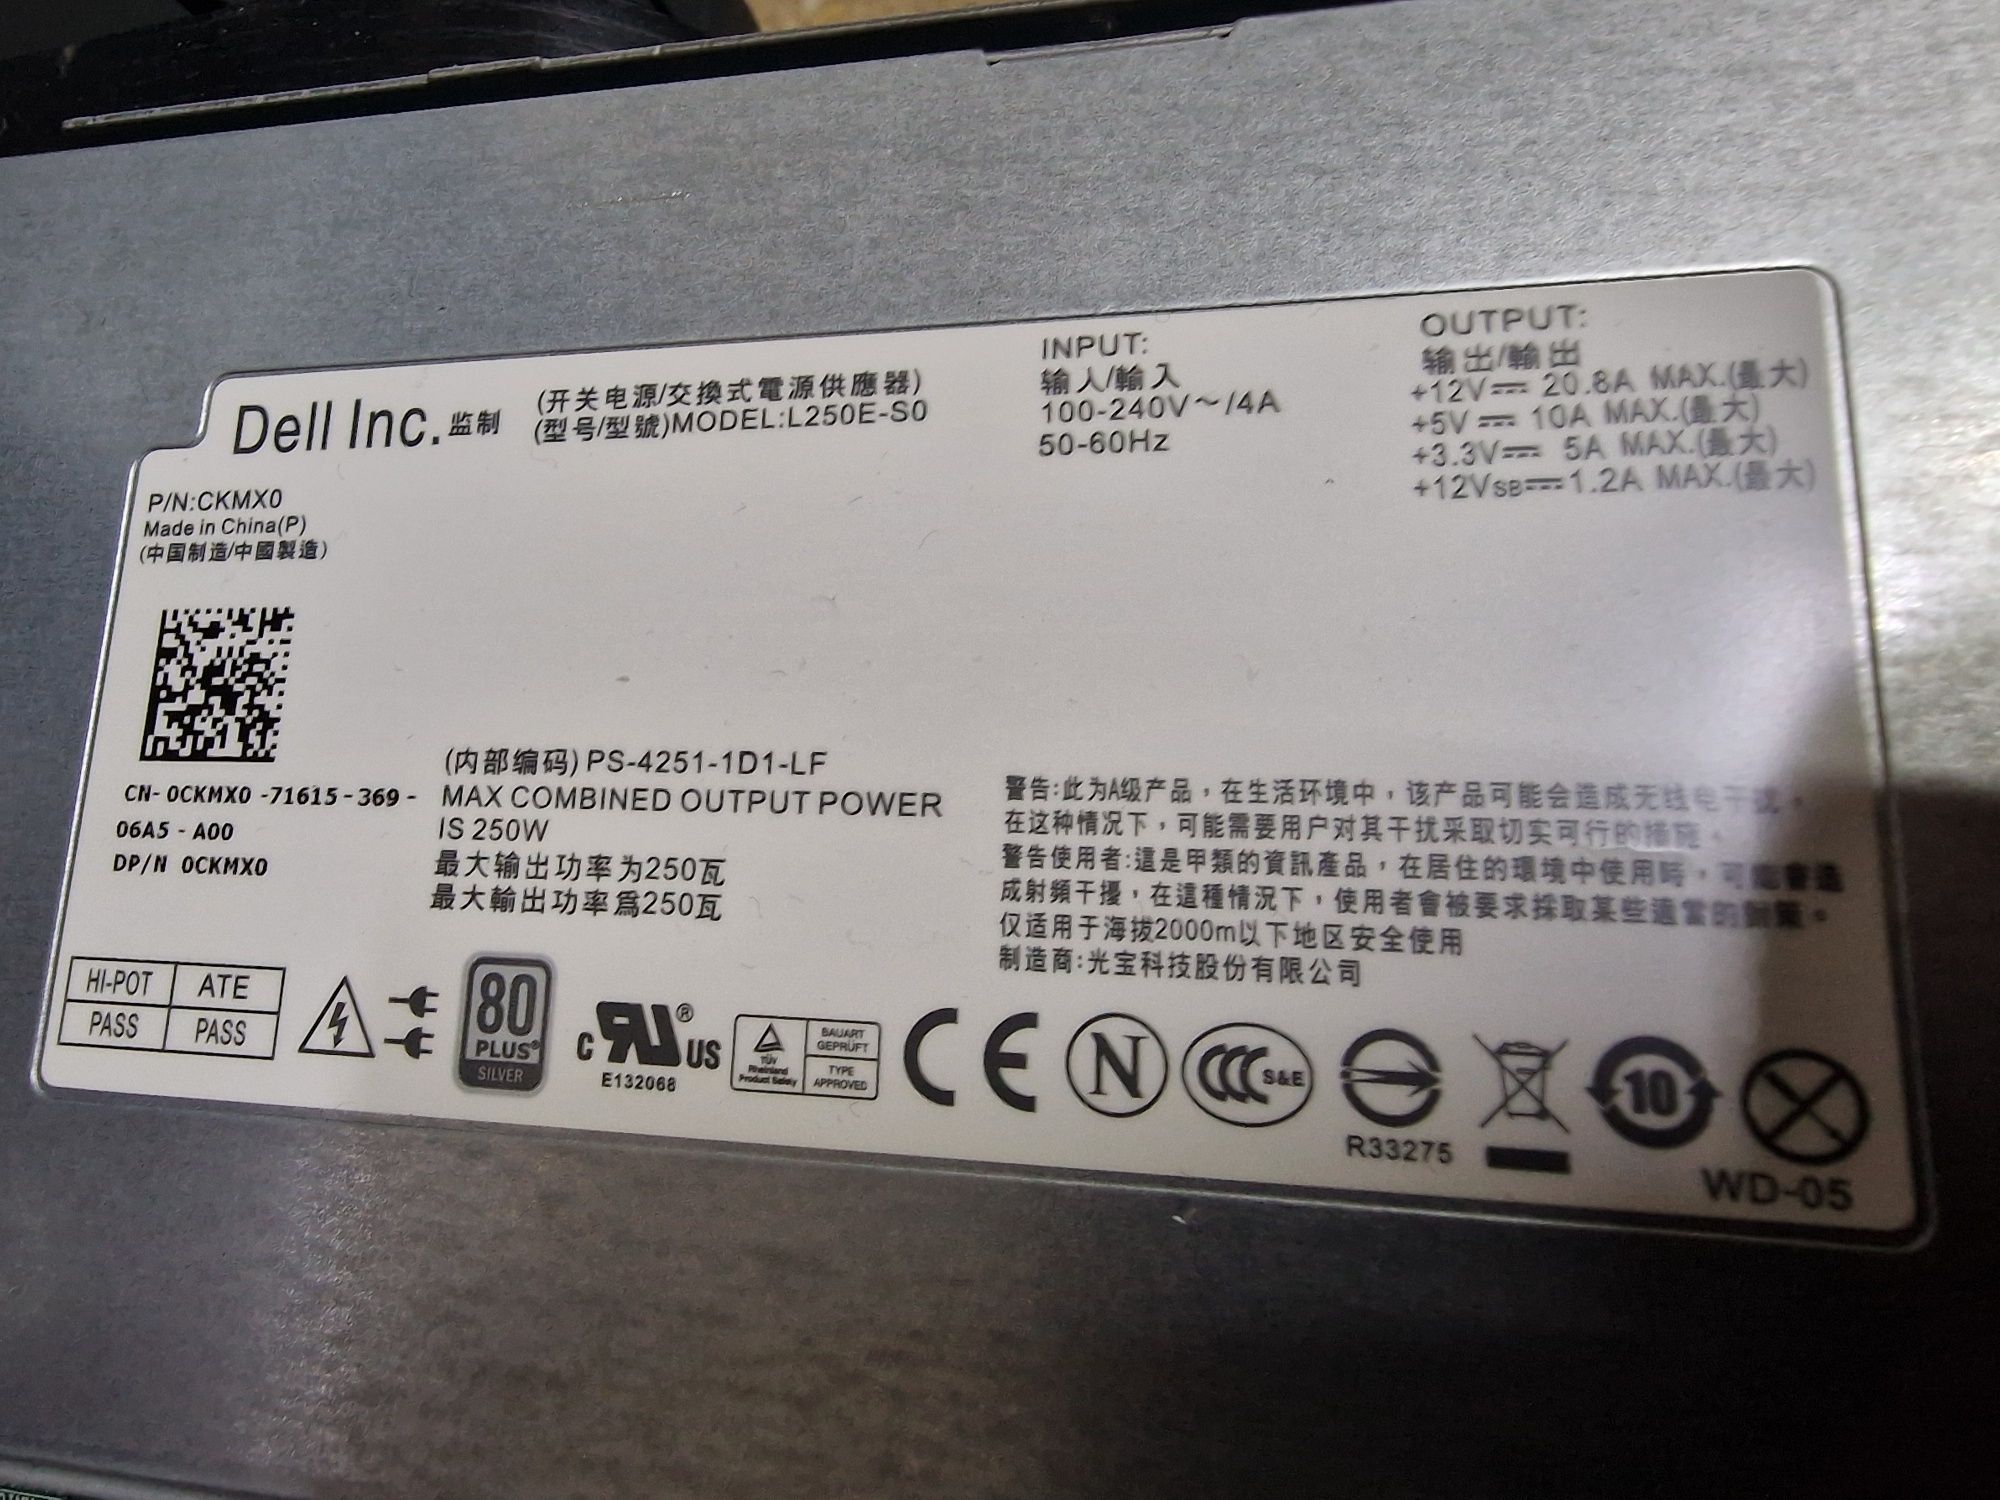 Dell Inc. 监制
(开关电源/交換式電源供應器)
(型号/型號)MODEL:L250E-S0
INPUT:
输入/輸入
100-240V～/4A
50-60Hz
OUTPUT:
输出/輸出
+12V⎓ 20.8A MAX.(最大)
+5V⎓ 10A MAX.(最大)
+3.3V⎓ 5A MAX.(最大)
+12VSB⎓1.2A MAX.(最大)
P/N:CKMX0
Made in China(P)
(中国制造/中國製造)
CN- 0CKMX0 -71615-369-
06A5 - A00
DP/N 0CKMX0
(内部编码)PS-4251-1D1-LF
MAX COMBINED OUTPUT POWER
IS 250W
最大输出功率为250瓦
最大輸出功率為250瓦
警告:此为A级产品，在生活环境中，该产品可能会造成无线电干扰，
在这种情况下，可能需要用户对其干扰采取切实可行的措施。
警告使用者:這是甲類的資訊產品，在居住的環境中使用時，可能會造
成射頻干擾，在這種情況下，使用者會被要求採取某些適當的對策。
仅适用于海拔2000m以下地区安全使用
制造商:光宝科技股份有限公司
HI-POT ATE
PASS PASS
80
PLUS®
SILVER
C RU® US
E132068
TÜV
Rheinland
Product Safety
BAUART
GEPRÜFT
TYPE
APPROVED
CE
N
CCC S&E
R33275
10
WD-05